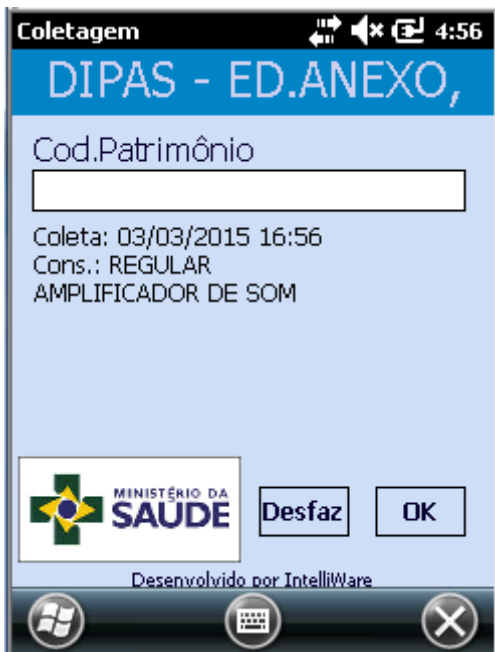 Coletagem 4:56
DIPAS - ED.ANEXO,
Cod.Patrimônio
Coleta: 03/03/2015 16:56
Cons.: REGULAR
AMPLIFICADOR DE SOM
MINISTÉRIO DA
SAÚDE
Desfaz OK
Desenvolvido por IntelliWare